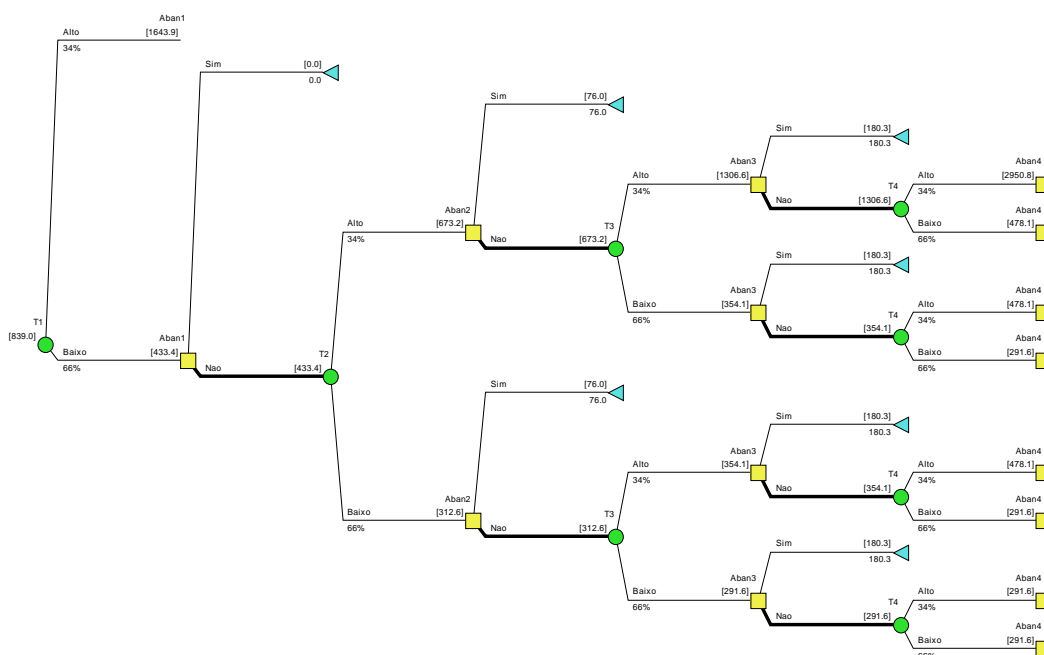 Aban1
Alto [1643.9]
34%
Sim [0.0]
0.0
T1
[839.0]
Aban1
Baixo [433.4]
66%
T2
Nao [433.4]
Sim [76.0]
76.0
Aban2
Alto [673.2]
34%
T3
Nao [673.2]
Sim [180.3]
180.3
Aban3
Alto [1306.6]
34%
T4
Nao [1306.6]
Aban4
Alto [2950.8]
34%
Aban4
Baixo [478.1]
66%
Sim [180.3]
180.3
Aban3
Baixo [354.1]
66%
T4
Nao [354.1]
Aban4
Alto [478.1]
34%
Aban4
Baixo [291.6]
66%
Sim [76.0]
76.0
Aban2
Baixo [312.6]
66%
T3
Nao [312.6]
Sim [180.3]
180.3
Aban3
Alto [354.1]
34%
T4
Nao [354.1]
Aban4
Alto [478.1]
34%
Aban4
Baixo [291.6]
66%
Sim [180.3]
180.3
Aban3
Baixo [291.6]
66%
T4
Nao [291.6]
Aban4
Alto [291.6]
34%
Aban4
Baixo [291.6]
66%